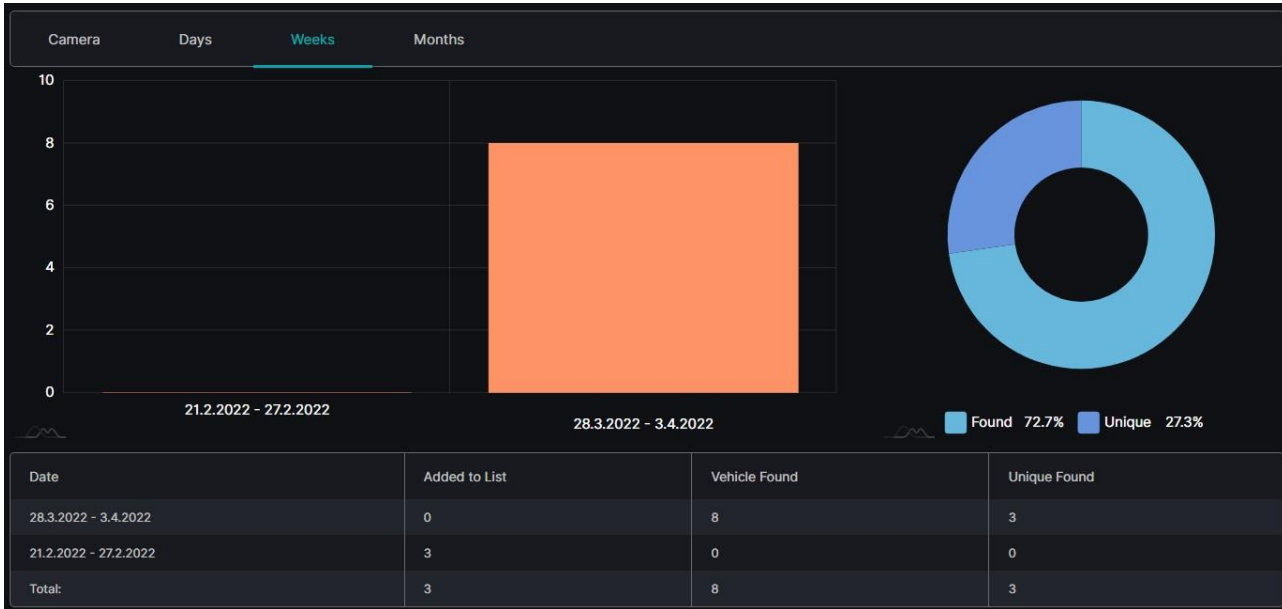 Camera Days Weeks Months
10
8
6
4
2
0
21.2.2022 - 27.2.2022
28.3.2022 - 3.4.2022
Found 72.7% Unique 27.3%
Date Added to List Vehicle Found Unique Found
28.3.2022 - 3.4.2022 0 8 3
21.2.2022 - 27.2.2022 3 0 0
Total: 3 8 3